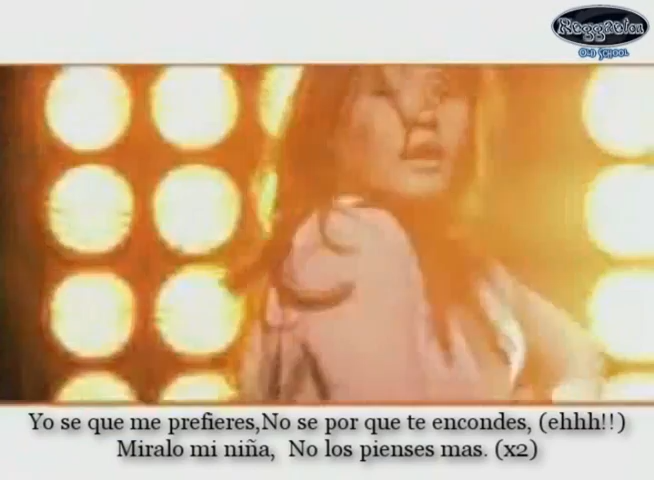 Reggaeton
Old School
Yo se que me prefieres,No se por que te encondes, (ehhh!!)
Miralo mi niña, No los pienses mas. (x2)